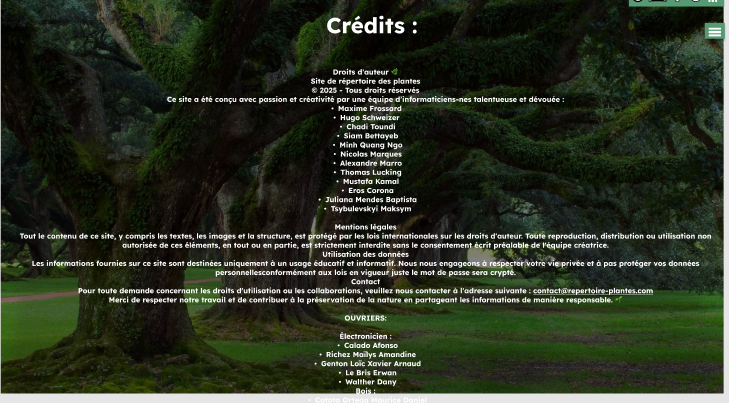 Crédits :
Droits d'auteur 🌿
Site de répertoire des plantes
© 2025 - Tous droits réservés
Ce site a été conçu avec passion et créativité par une équipe d'informaticiens-nes talentueuse et dévouée :
• Maxime Frossard
• Hugo Schweizer
• Chadi Toundi
• Siam Bettayeb
• Minh Quang Ngo
• Nicolas Marques
• Alexandre Marro
• Thomas Lucking
• Mustafa Kamal
• Eros Corona
• Juliana Mendes Baptista
• Tsybulevskyi Maksym
Mentions légales
Tout le contenu de ce site, y compris les textes, les images et la structure, est protégé par les lois internationales sur les droits d'auteur. Toute reproduction, distribution ou utilisation non
autorisée de ces éléments, en tout ou en partie, est strictement interdite sans le consentement écrit préalable de l'équipe créatrice.
Utilisation des données
Les informations fournies sur ce site sont destinées uniquement à un usage éducatif et informatif. Nous nous engageons à respecter votre vie privée et à pas protéger vos données
personnellesconformément aux lois en vigueur juste le mot de passe sera crypté.
Contact
Pour toute demande concernant les droits d'utilisation ou les collaborations, veuillez nous contacter à l'adresse suivante : contact@repertoire-plantes.com
Merci de respecter notre travail et de contribuer à la préservation de la nature en partageant les informations de manière responsable. 🌱
OUVRIERS:
Électronicien :
• Calado Afonso
• Richez Maïlys Amandine
• Genton Loïc Xavier Arnaud
• Le Bris Erwan
• Walther Dany
Bois :
• Catota Ortega Maurice Daniel